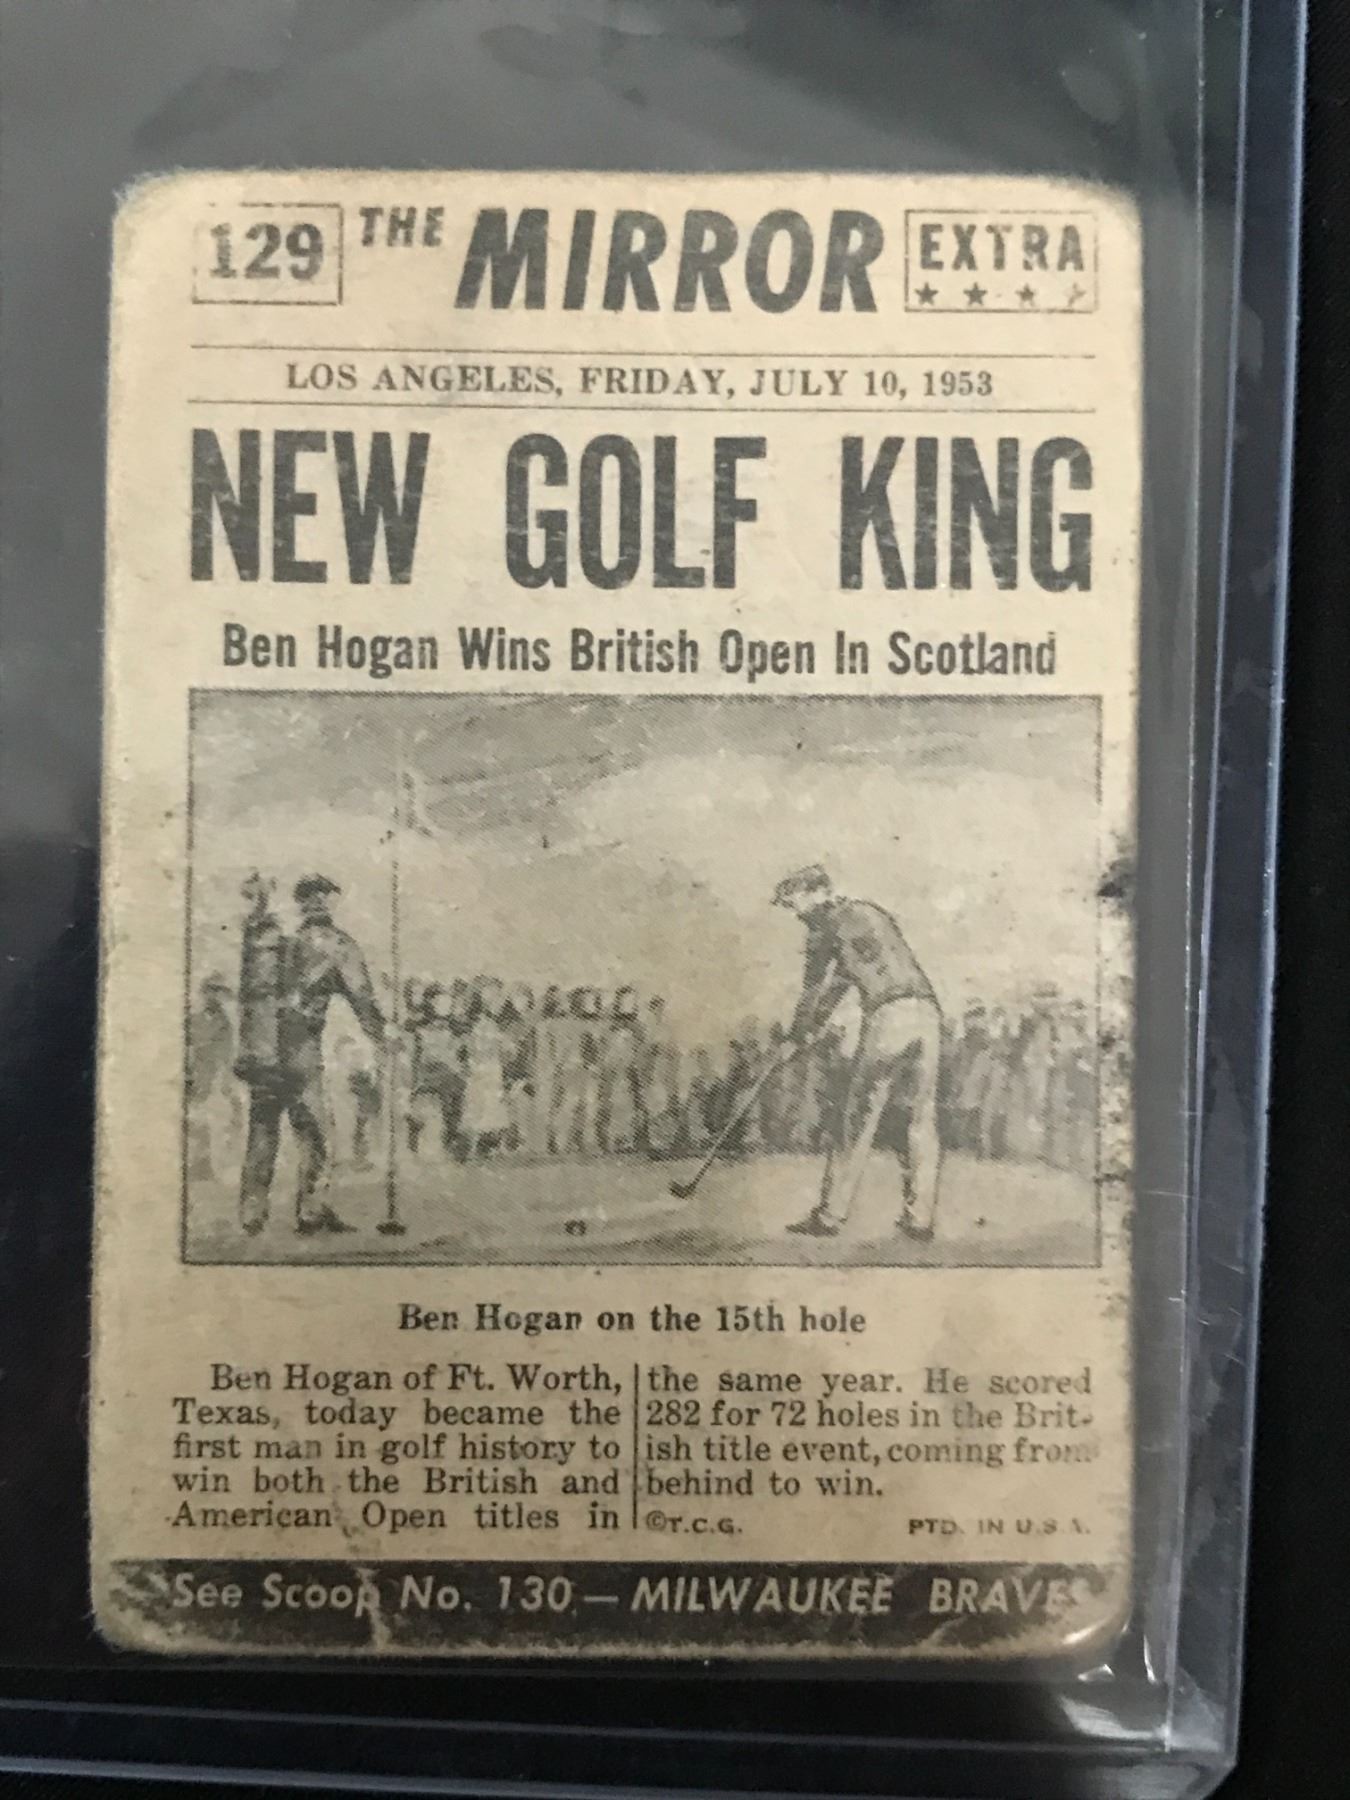 129 THE MIRROR EXTRA
LOS ANGELES, FRIDAY, JULY 10, 1953
NEW GOLF KING
Ben Hogan Wins British Open In Scotland
Ben Hogan on the 15th hole
Ben Hogan of Ft. Worth,
Texas, today became the
first man in golf history to
win both the British and
American Open titles in
the same year. He scored
282 for 72 holes in the Brit-
ish title event, coming from
behind to win.
©T.C.G. PTD. IN U.S.A.
See Scoop No. 130 — MILWAUKEE BRAVES